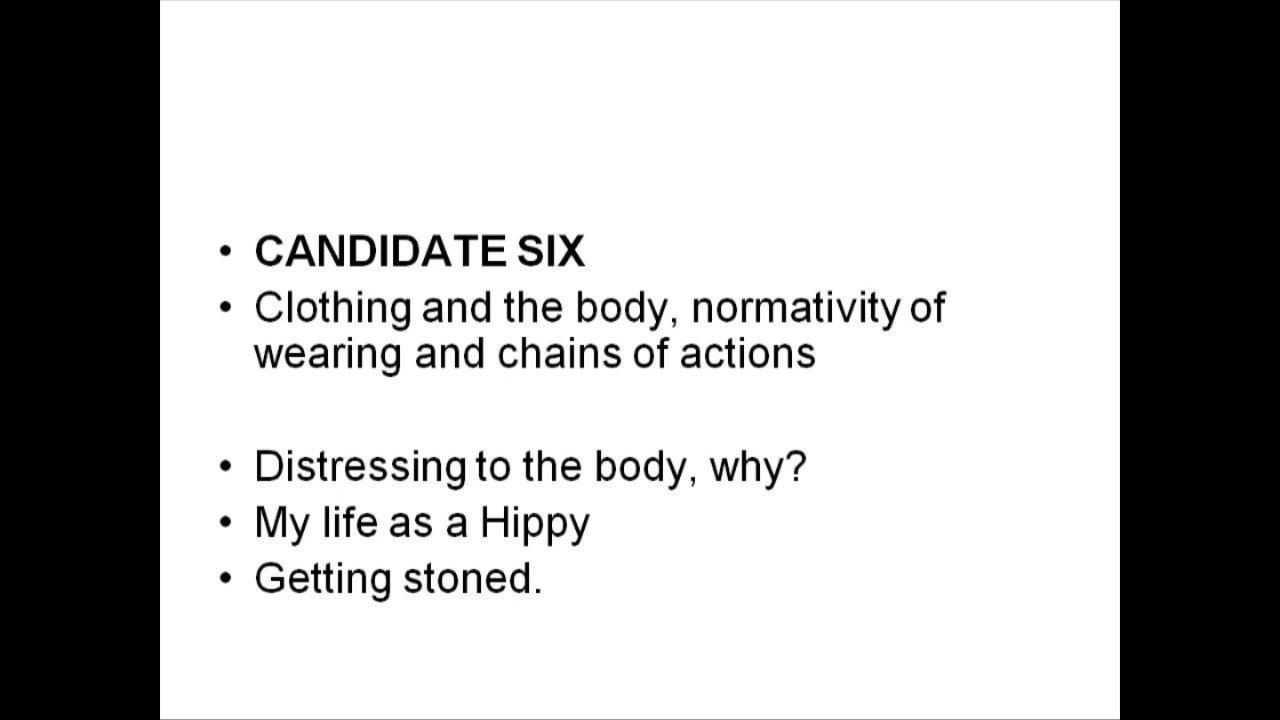 • CANDIDATE SIX
• Clothing and the body, normativity of
wearing and chains of actions
• Distressing to the body, why?
• My life as a Hippy
• Getting stoned.